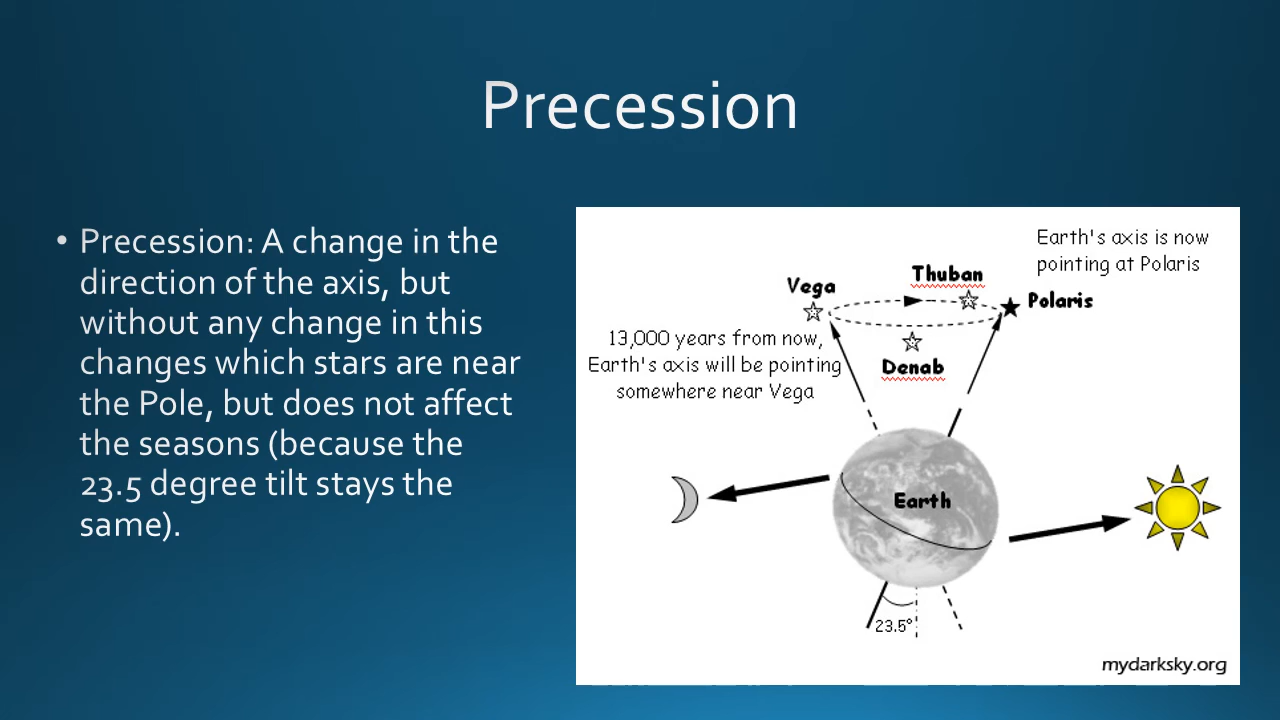 Precession
• Precession: A change in the
direction of the axis, but
without any change in this
changes which stars are near
the Pole, but does not affect
the seasons (because the
23.5 degree tilt stays the
same).
Earth's axis is now
pointing at Polaris
Thuban
Vega
Polaris
13,000 years from now,
Earth's axis will be pointing
somewhere near Vega
Denab
Earth
23.5°
mydarksky.org